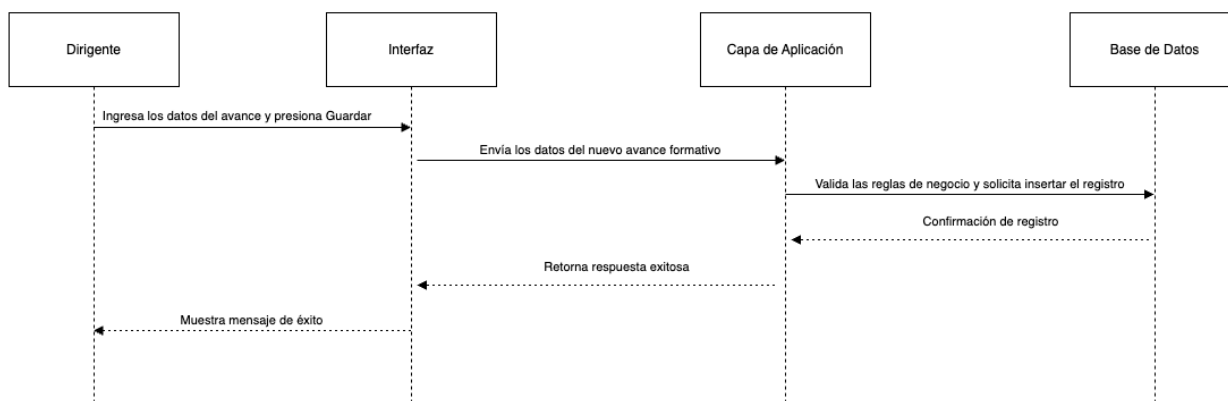 Dirigente
Interfaz
Capa de Aplicación
Base de Datos
Ingresa los datos del avance y presiona Guardar
Envía los datos del nuevo avance formativo
Valida las reglas de negocio y solicita insertar el registro
Confirmación de registro
Retorna respuesta exitosa
Muestra mensaje de éxito